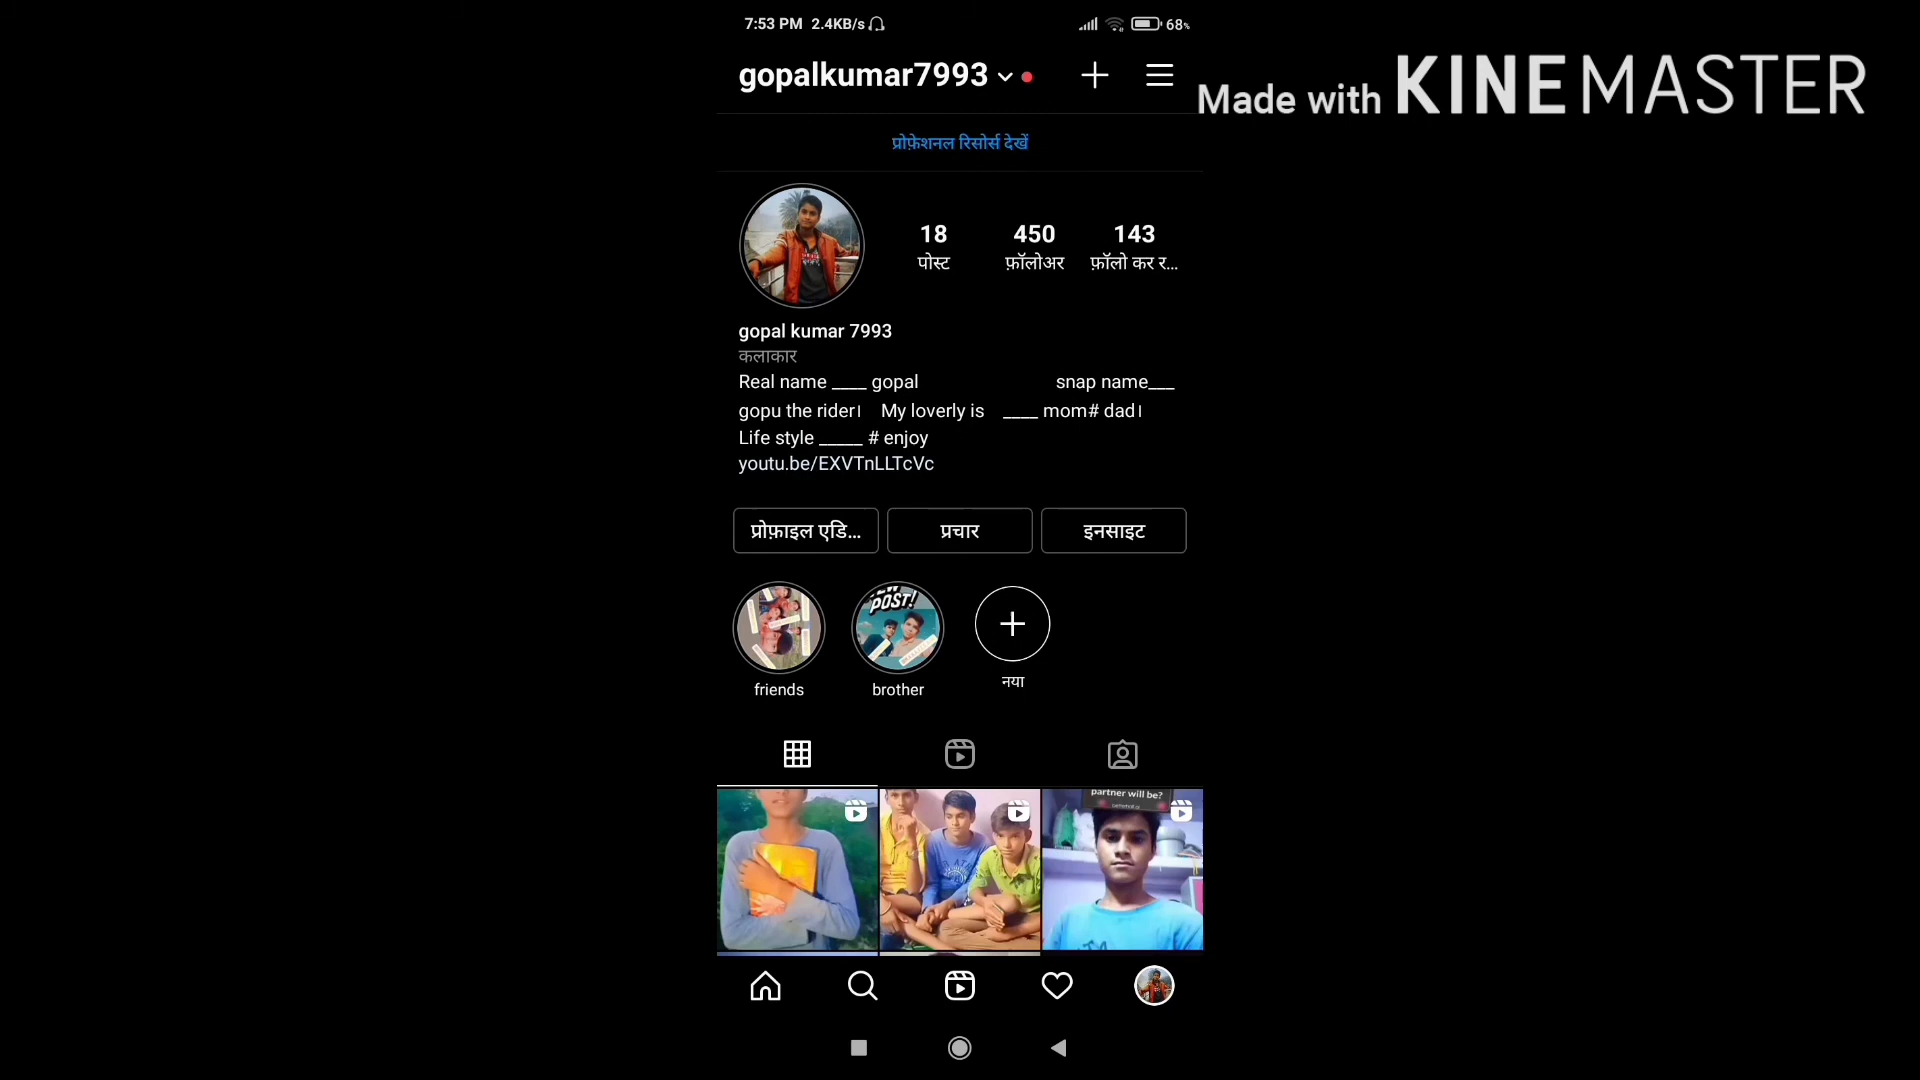 7:53 PM 2.4KB/s
68%
gopalkumar7993
Made with KINEMASTER
प्रोफ़ेशनल रिसोर्स देखें
18 450 143
पोस्ट फ़ॉलोअर फ़ॉलो कर र...
gopal kumar 7993
कलाकार
Real name ____ gopal snap name___
gopu the rider। My loverly is ____ mom# dad।
Life style _____ # enjoy
youtu.be/EXVTnLLTcVc
प्रोफ़ाइल एडि... प्रचार इनसाइट
POST!
friends brother नया
partner will be?